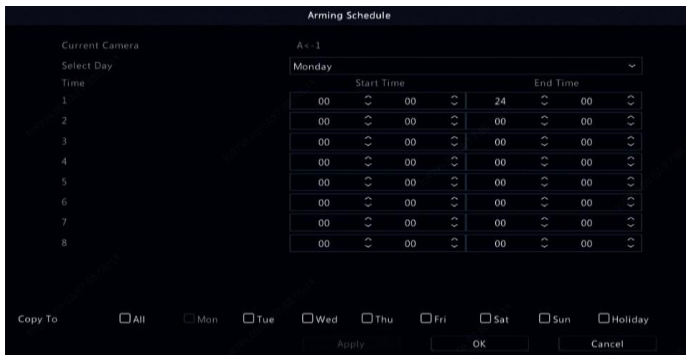 Arming Schedule
Current Camera A<-1
Select Day Monday
Time Start Time End Time
1 00 00 24 00
2 00 00 00 00
3 00 00 00 00
4 00 00 00 00
5 00 00 00 00
6 00 00 00 00
7 00 00 00 00
8 00 00 00 00
Copy To All Mon Tue Wed Thu Fri Sat Sun Holiday
Apply OK Cancel